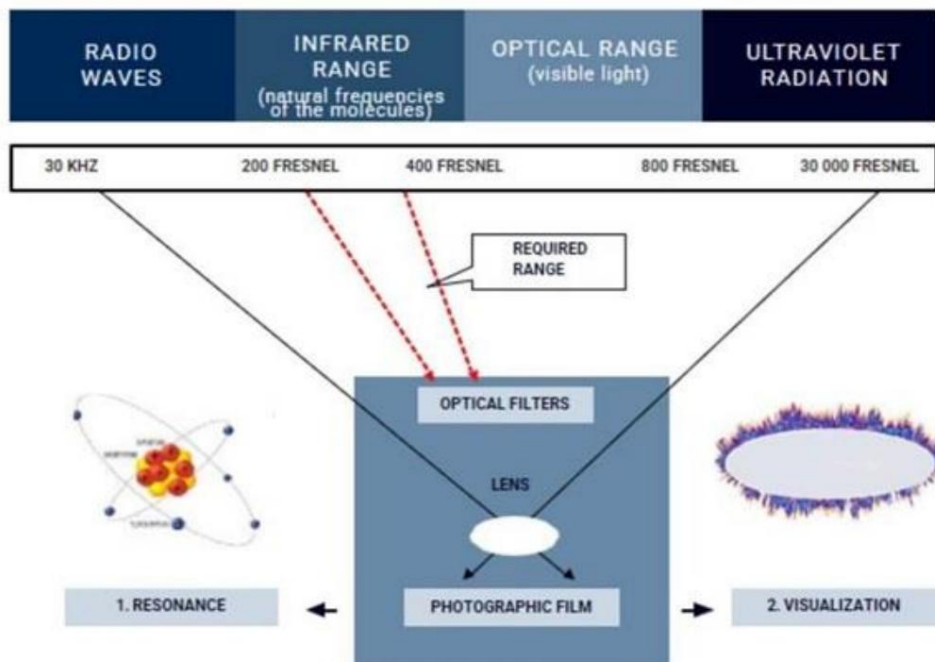 RADIO
WAVES
INFRARED
RANGE
(natural frequencies
of the molecules)
OPTICAL RANGE
(visible light)
ULTRAVIOLET
RADIATION
30 KHZ
200 FRESNEL
400 FRESNEL
800 FRESNEL
30 000 FRESNEL
REQUIRED
RANGE
OPTICAL FILTERS
LENS
1. RESONANCE
PHOTOGRAPHIC FILM
2. VISUALIZATION